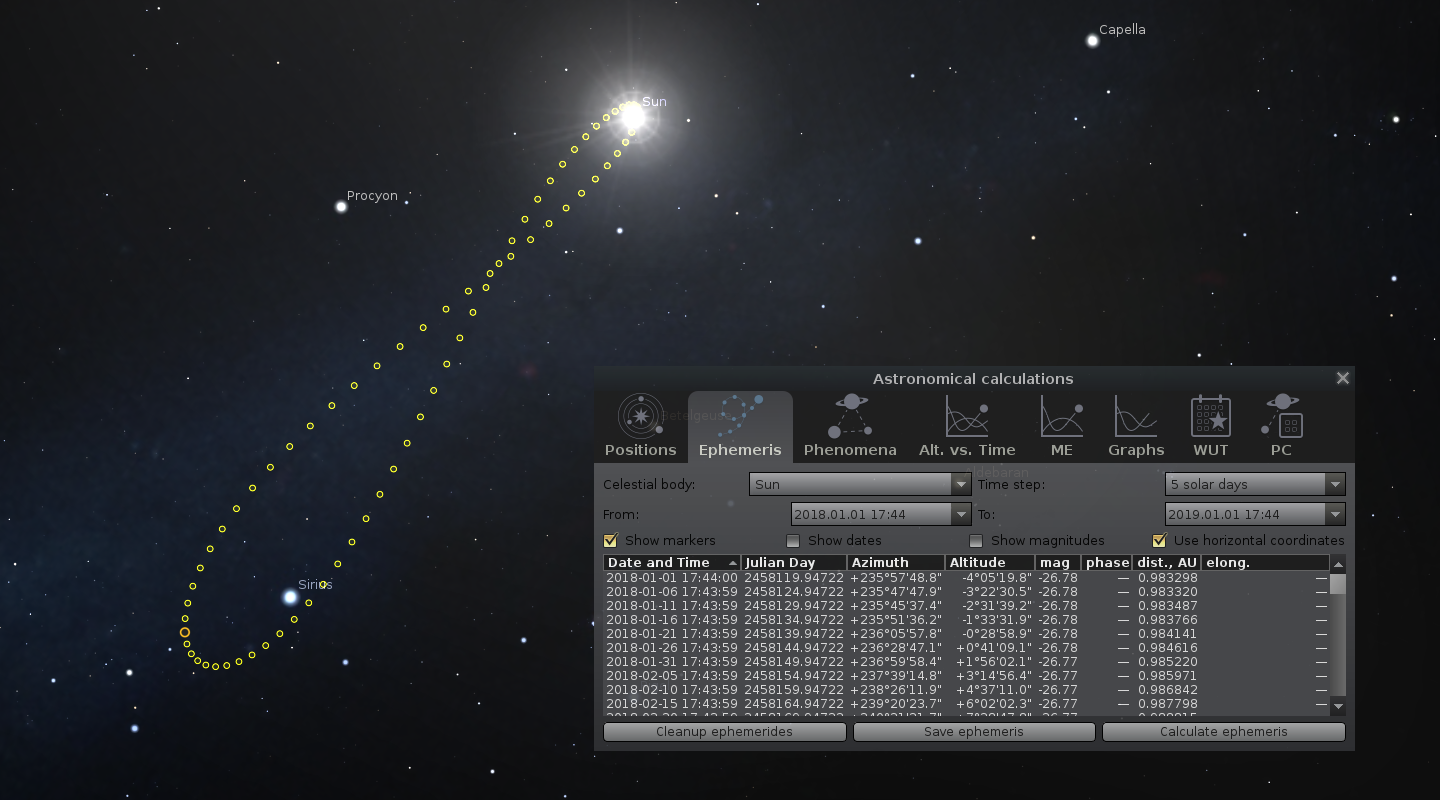 Capella
Sun
Procyon
Sirius
Astronomical calculations
Betelgeuse
Positions Ephemeris Phenomena Alt. vs. Time ME Graphs WUT PC
Aldebaran
Celestial body: Sun Time step: 5 solar days
From: 2018.01.01 17:44 To: 2019.01.01 17:44
Show markers Show dates Show magnitudes Use horizontal coordinates
Date and Time Julian Day Azimuth Altitude mag phase dist., AU elong.
2018-01-01 17:44:00 2458119.94722 +235°57'48.8" -4°05'19.8" -26.78 — 0.983298 —
2018-01-06 17:43:59 2458124.94722 +235°47'47.9" -3°22'30.5" -26.78 — 0.983320 —
2018-01-11 17:43:59 2458129.94722 +235°45'37.4" -2°31'39.2" -26.78 — 0.983487 —
2018-01-16 17:43:59 2458134.94722 +235°51'36.2" -1°33'31.9" -26.78 — 0.983766 —
2018-01-21 17:43:59 2458139.94722 +236°05'57.8" -0°28'58.9" -26.78 — 0.984141 —
2018-01-26 17:43:59 2458144.94722 +236°28'47.1" +0°41'09.1" -26.78 — 0.984616 —
2018-01-31 17:43:59 2458149.94722 +236°59'58.4" +1°56'02.1" -26.77 — 0.985220 —
2018-02-05 17:43:59 2458154.94722 +237°39'14.8" +3°14'56.4" -26.77 — 0.985971 —
2018-02-10 17:43:59 2458159.94722 +238°26'11.9" +4°37'11.0" -26.77 — 0.986842 —
2018-02-15 17:43:59 2458164.94722 +239°20'23.7" +6°02'02.3" -26.77 — 0.987798 —
Cleanup ephemerides Save ephemeris Calculate ephemeris